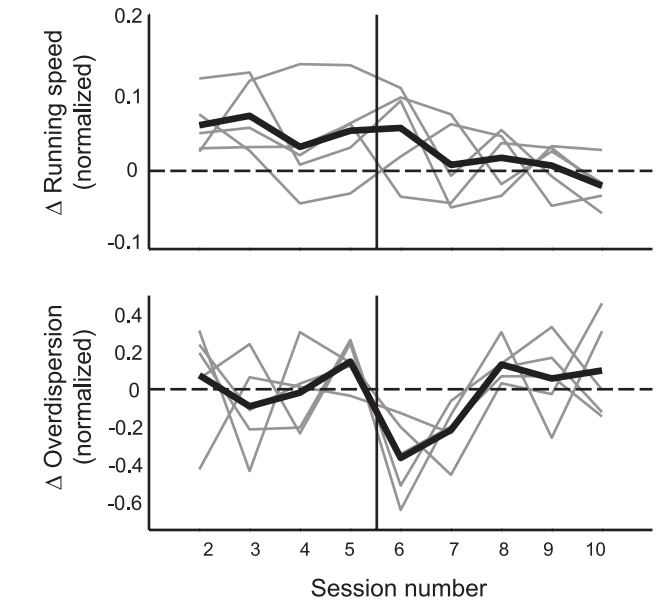 Δ Running speed
(normalized)
0.2
0.1
0
-0.1
Δ Overdispersion
(normalized)
0.4
0.2
0
-0.2
-0.4
-0.6
2 3 4 5 6 7 8 9 10
Session number